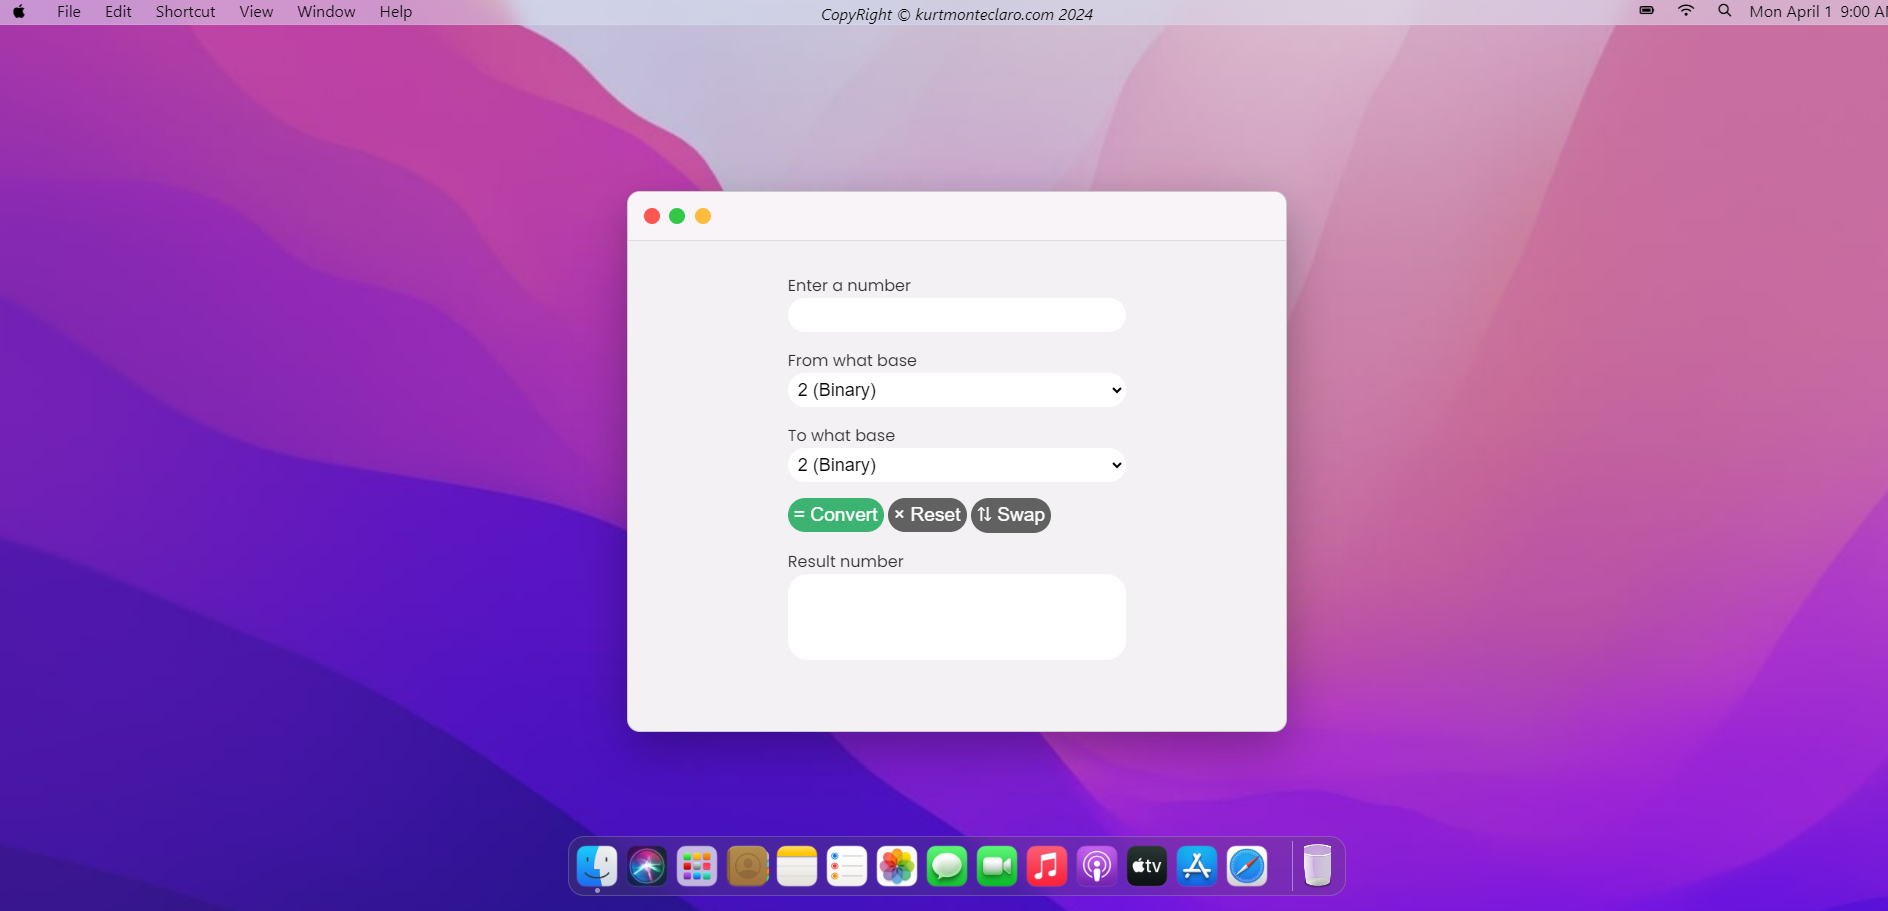 File Edit Shortcut View Window Help
CopyRight © kurtmonteclaro.com 2024
Mon April 1 9:00 A
Enter a number
From what base
2 (Binary)
To what base
2 (Binary)
= Convert × Reset ⇅ Swap
Result number
tv